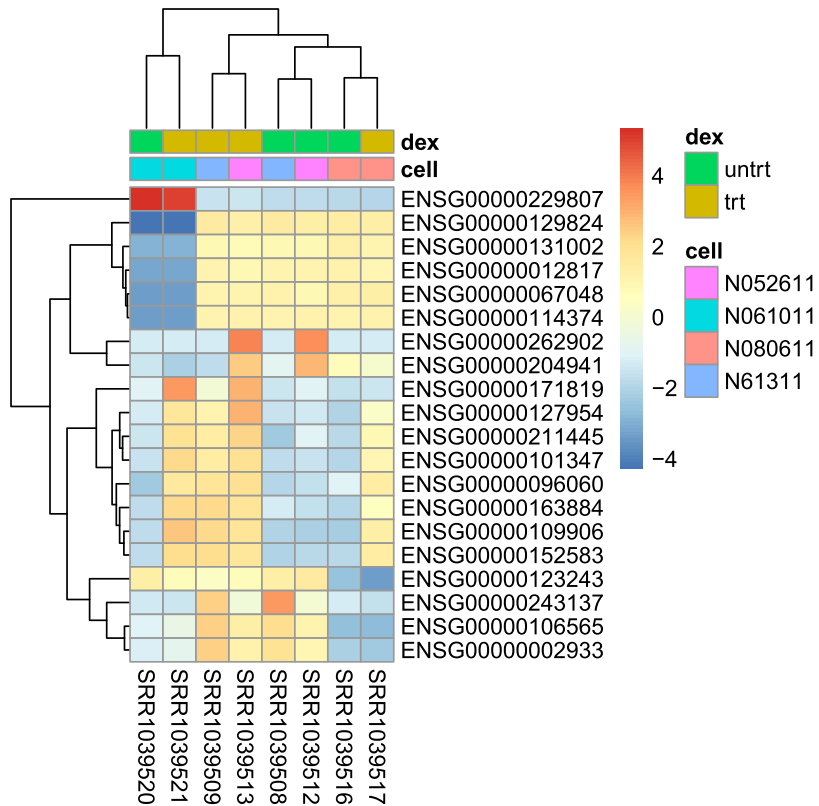 dex
cell
ENSG00000229807
ENSG00000129824
ENSG00000131002
ENSG00000012817
ENSG00000067048
ENSG00000114374
ENSG00000262902
ENSG00000204941
ENSG00000171819
ENSG00000127954
ENSG00000211445
ENSG00000101347
ENSG00000096060
ENSG00000163884
ENSG00000109906
ENSG00000152583
ENSG00000123243
ENSG00000243137
ENSG00000106565
ENSG00000002933
SRR1039520
SRR1039521
SRR1039509
SRR1039513
SRR1039508
SRR1039512
SRR1039516
SRR1039517
4
2
0
−2
−4
dex
untrt
trt
cell
N052611
N061011
N080611
N61311